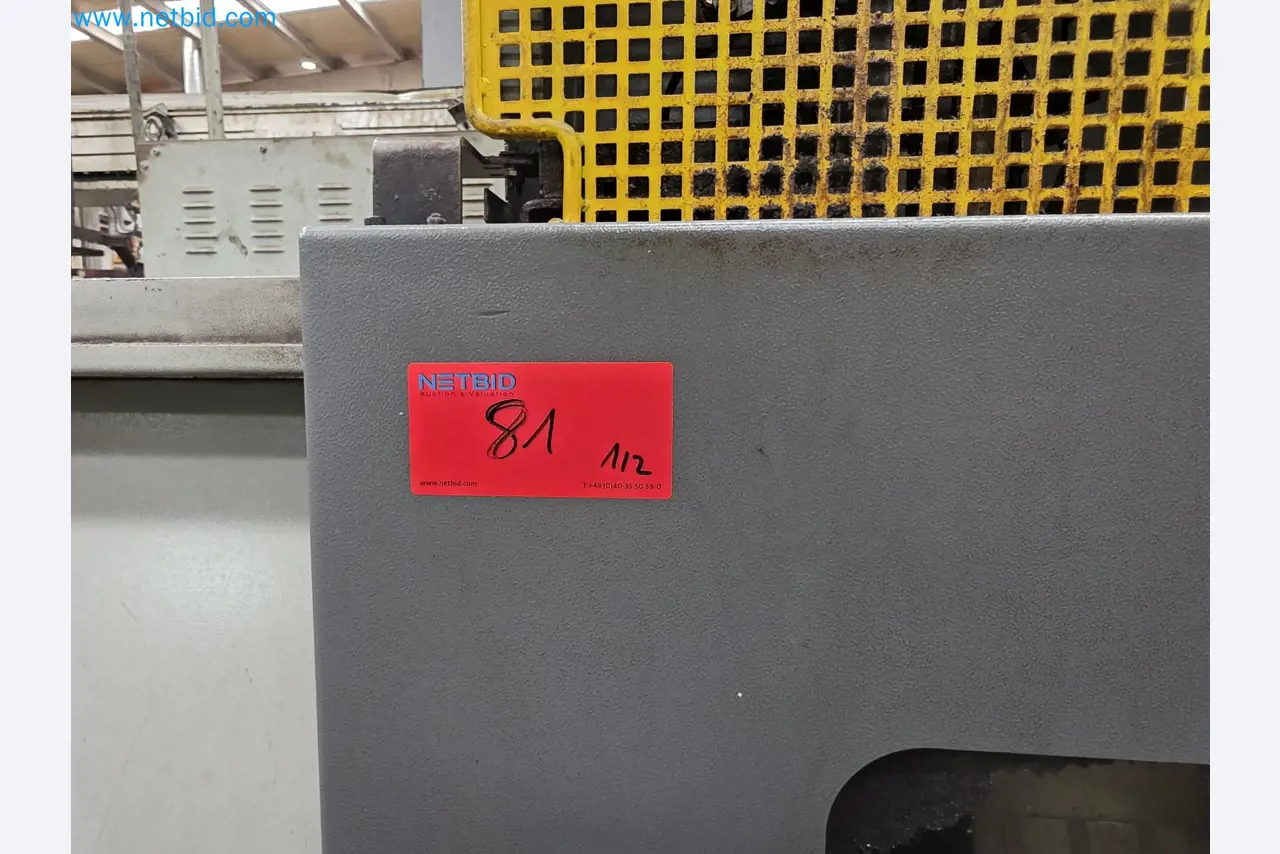 www.netbid.com
NETBID
Auction & Valuation
81
1/2
www.netbid.com T +49 (0)40-35 50 59-0